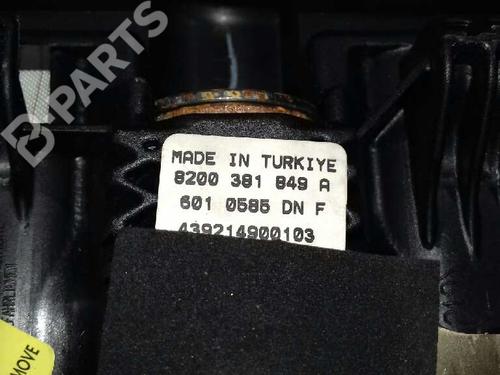 B-PARTS
MADE IN TURKIYE
8200 381 849 A
601 0585 DN F
439214900103
MOVE